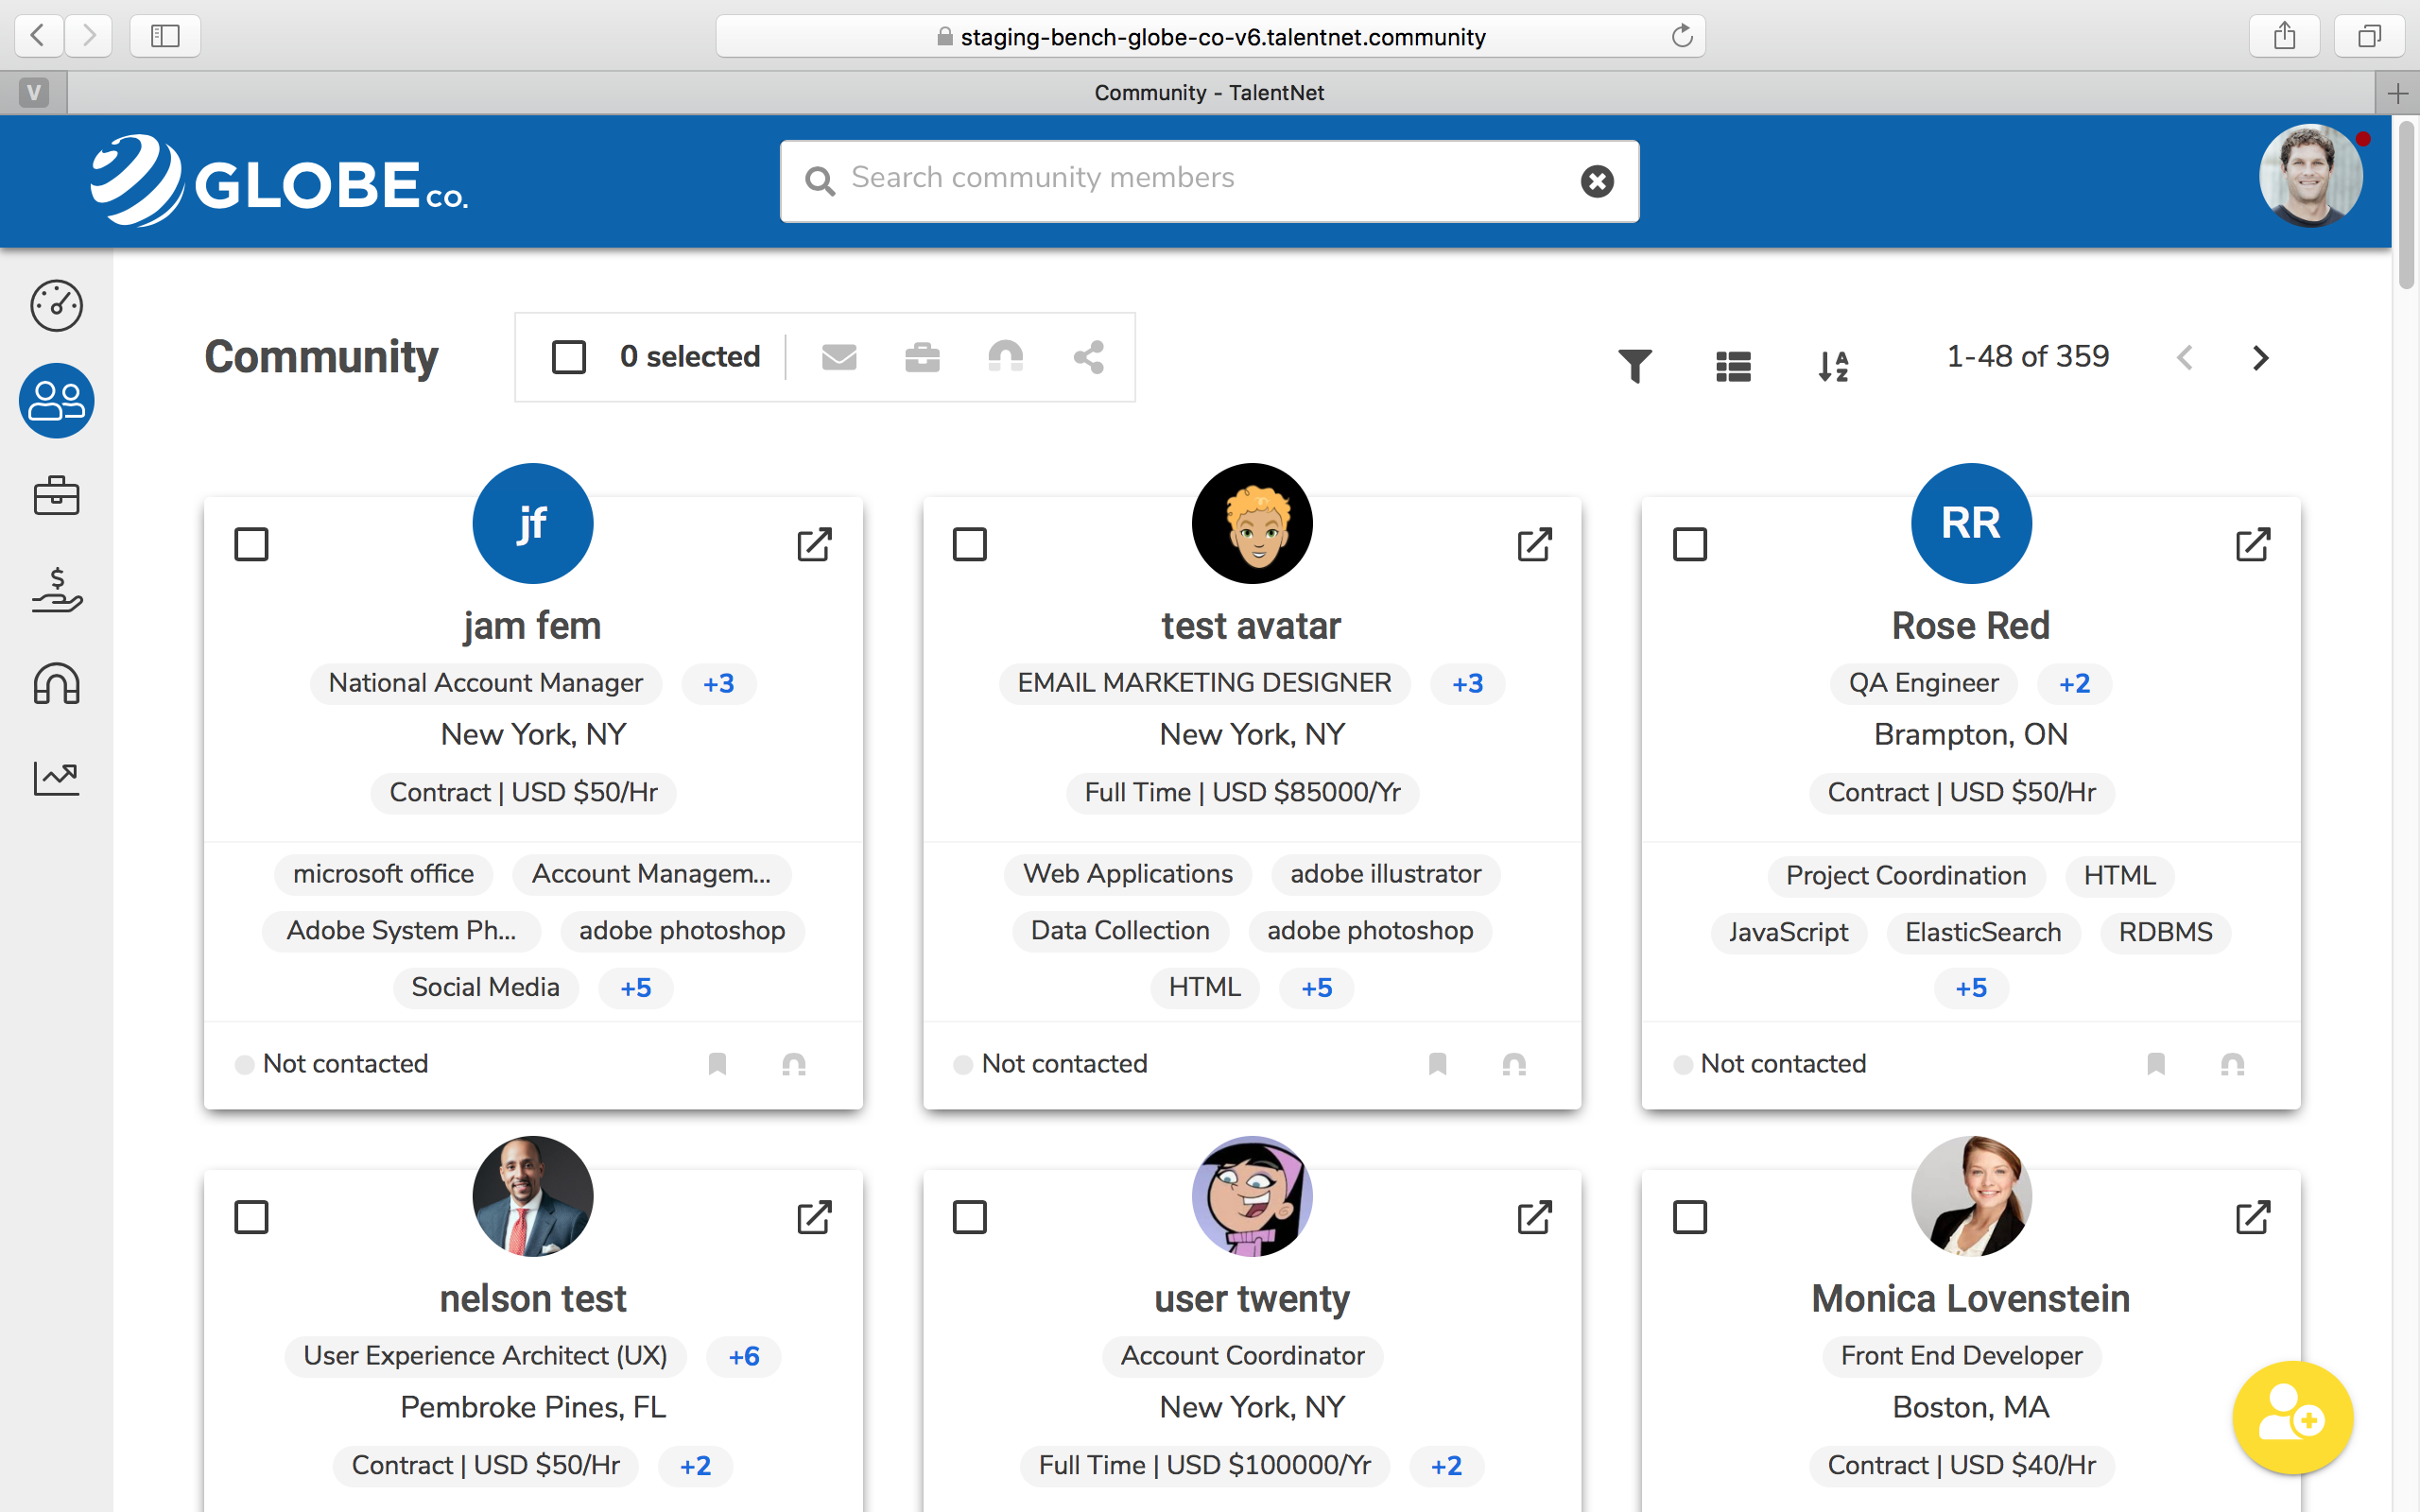 staging-bench-globe-co-v6.talentnet.community
V
Community - TalentNet
GLOBE CO.
Search community members
Community
0 selected
A
Z
1-48 of 359
jf
jam fem
National Account Manager +3
New York, NY
Contract | USD $50/Hr
microsoft office Account Managem...
Adobe System Ph... adobe photoshop
Social Media +5
Not contacted
test avatar
EMAIL MARKETING DESIGNER +3
New York, NY
Full Time | USD $85000/Yr
Web Applications adobe illustrator
Data Collection adobe photoshop
HTML +5
Not contacted
RR
Rose Red
QA Engineer +2
Brampton, ON
Contract | USD $50/Hr
Project Coordination HTML
JavaScript ElasticSearch RDBMS
+5
Not contacted
nelson test
User Experience Architect (UX) +6
Pembroke Pines, FL
Contract | USD $50/Hr +2
user twenty
Account Coordinator
New York, NY
Full Time | USD $100000/Yr +2
Monica Lovenstein
Front End Developer
Boston, MA
Contract | USD $40/Hr